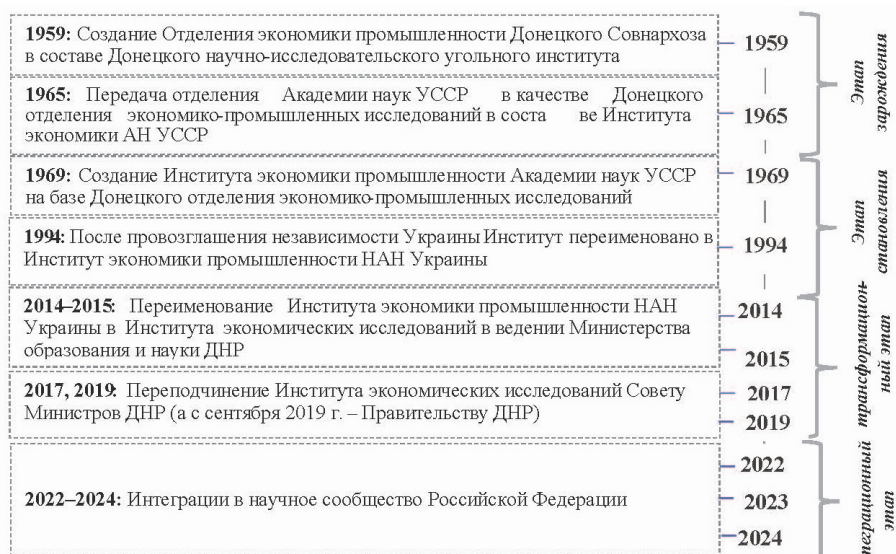 1959: Создание Отделения экономики промышленности Донецкого Совнархоза
в составе Донецкого научно-исследовательского угольного института
1965: Передача отделения Академии наук УССР в качестве Донецкого
отделения экономико-промышленных исследований в соста ве Института
экономики АН УССР
1969: Создание Института экономики промышленности Академии наук УССР
на базе Донецкого отделения экономико-промышленных исследований
1994: После провозглашения независимости Украины Институт переименовано в
Институт экономики промышленности НАН Украины
2014–2015: Переименование Института экономики промышленности НАН
Украины в Института экономических исследований в ведении Министерства
образования и науки ДНР
2017, 2019: Переподчинение Института экономических исследований Совету
Министров ДНР (а с сентября 2019 г. – Правительству ДНР)
2022–2024: Интеграции в научное сообщество Российской Федерации
1959
1965
1969
1994
2014
2015
2017
2019
2022
2023
2024
Этап
зарождения
Этап
становления
трансформацион-
ный этап
теграционный
этап